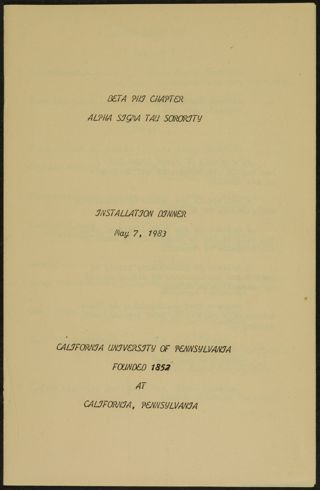 BETA PHI CHAPTER
ALPHA SIGMA TAU SORORITY
INSTALLATION DINNER
May 7, 1983
CALIFORNIA UNIVERSITY OF PENNSYLVANIA
FOUNDED 1852
AT
CALIFORNIA, PENNSYLVANIA